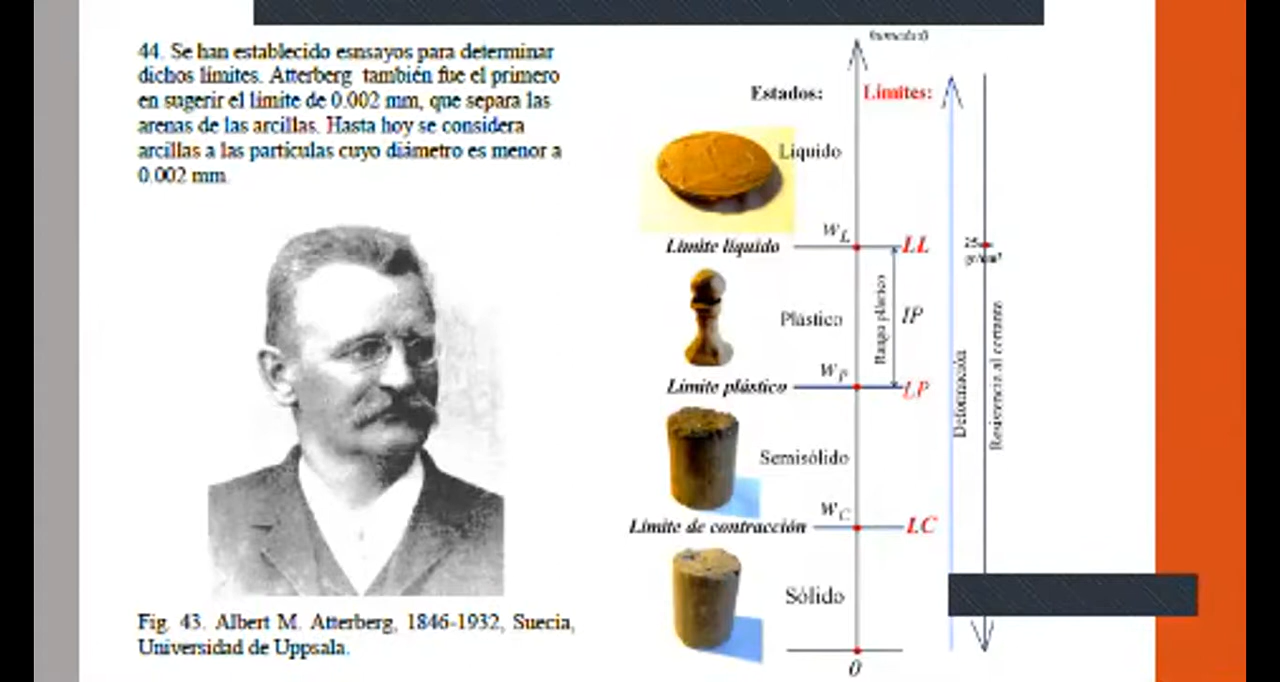 44. Se han establecido esnsayos para determinar
dichos límites. Atterberg también fue el primero
en sugerir el límite de 0.002 mm, que separa las
arenas de las arcillas. Hasta hoy se considera
arcillas a las partículas cuyo diámetro es menor a
0.002 mm.
Fig. 43. Albert M. Atterberg, 1846-1932, Suecia,
Universidad de Uppsala.
Estados: Límites:
Líquido
Límite líquido W_L LL
25
Plástico Rango plástico IP
Límite plástico W_P LP
Deformación
Resistencia al cortante
Semisólido
Límite de contracción W_C LC
Sólido
0